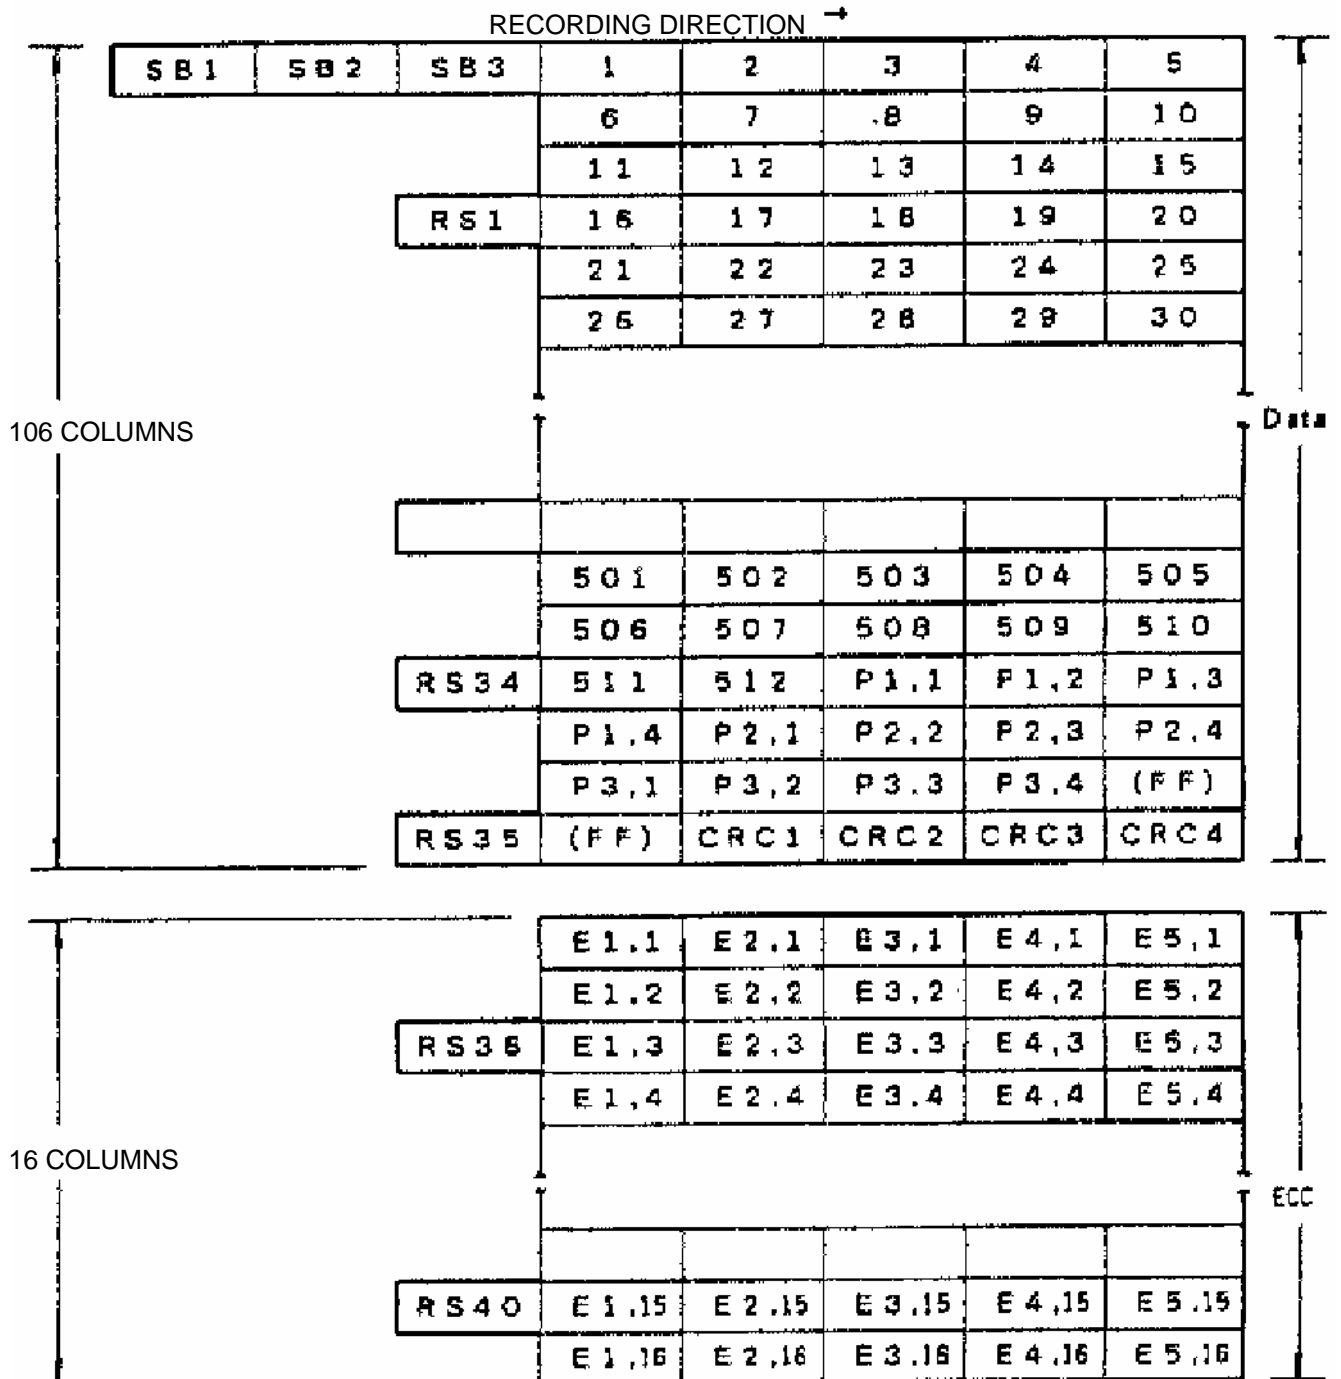 RECORDING DIRECTION →
SB1 SB2 SB3 1 2 3 4 5
6 7 8 9 10
11 12 13 14 15
RS1 16 17 18 19 20
21 22 23 24 25
26 27 28 29 30
106 COLUMNS
Data
501 502 503 504 505
506 507 508 509 510
RS34 511 512 P1,1 P1,2 P1,3
P1,4 P2,1 P2,2 P2,3 P2,4
P3,1 P3,2 P3,3 P3,4 (FF)
RS35 (FF) CRC1 CRC2 CRC3 CRC4
E1,1 E2,1 E3,1 E4,1 E5,1
E1,2 E2,2 E3,2 E4,2 E5,2
RS36 E1,3 E2,3 E3,3 E4,3 E5,3
E1,4 E2,4 E3,4 E4,4 E5,4
16 COLUMNS
ECC
RS40 E1,15 E2,15 E3,15 E4,15 E5,15
E1,16 E2,16 E3,16 E4,16 E5,16